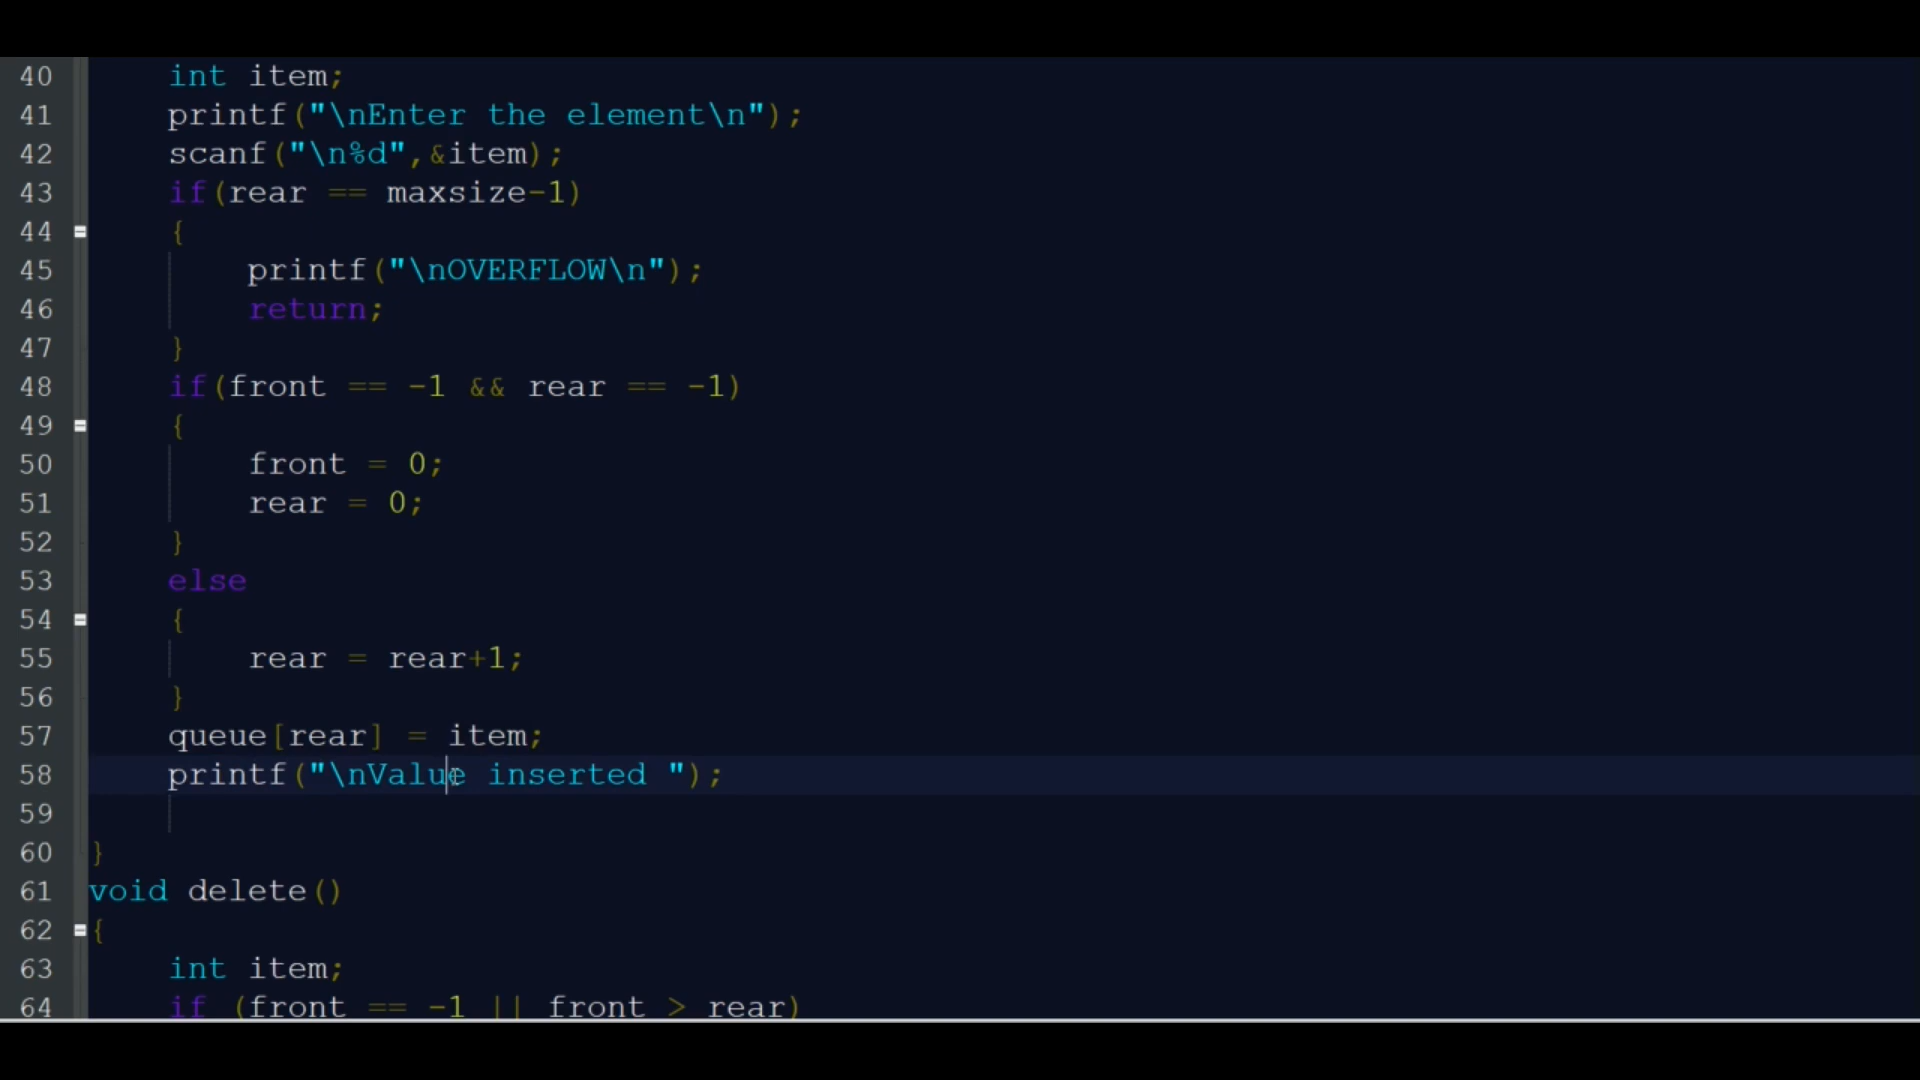 40 int item;
41 printf("\nEnter the element\n");
42 scanf("\n%d",&item);
43 if(rear == maxsize-1)
44 {
45 printf("\nOVERFLOW\n");
46 return;
47 }
48 if(front == -1 && rear == -1)
49 {
50 front = 0;
51 rear = 0;
52 }
53 else
54 {
55 rear = rear+1;
56 }
57 queue[rear] = item;
58 printf("\nValue inserted ");
59
60 }
61 void delete()
62 {
63 int item;
64 if (front == -1 || front > rear)